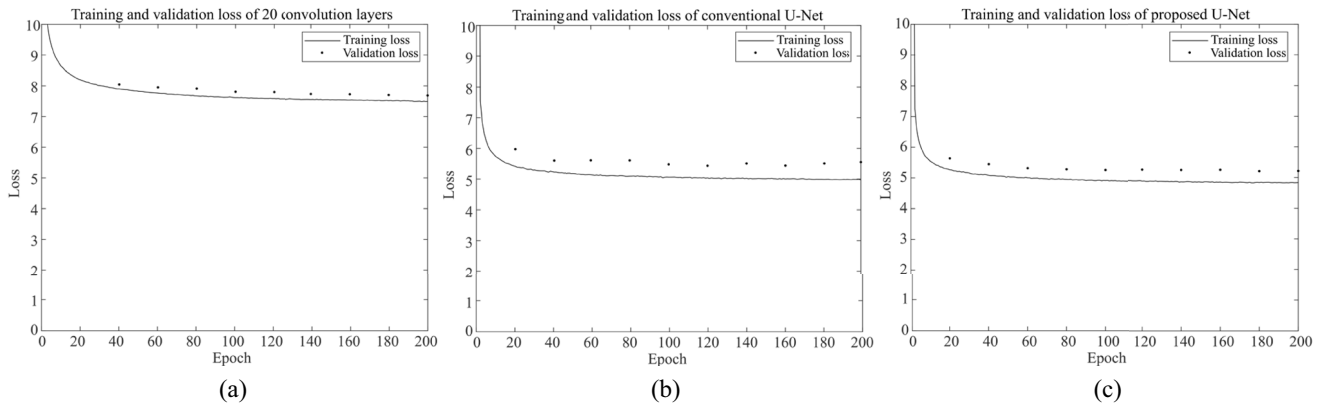 Training and validation loss of 20 convolution layers
10
9
8
7
6
5
4
3
2
1
0
Loss
Training loss
Validation loss
0 20 40 60 80 100 120 140 160 180 200
Epoch
(a)
Training and validation loss of conventional U-Net
10
9
8
7
6
5
4
3
2
1
0
Loss
Training loss
Validation loss
0 20 40 60 80 100 120 140 160 180 200
Epoch
(b)
Training and validation loss of proposed U-Net
10
9
8
7
6
5
4
3
2
1
0
Loss
Training loss
Validation loss
0 20 40 60 80 100 120 140 160 180 200
Epoch
(c)